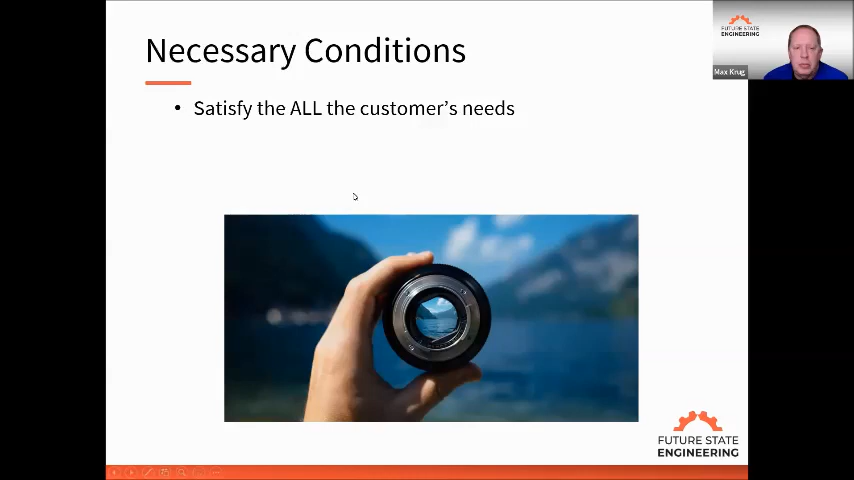 Necessary Conditions
• Satisfy the ALL the customer's needs
FUTURE STATE
ENGINEERING
Max Krug
FUTURE STATE
ENGINEERING